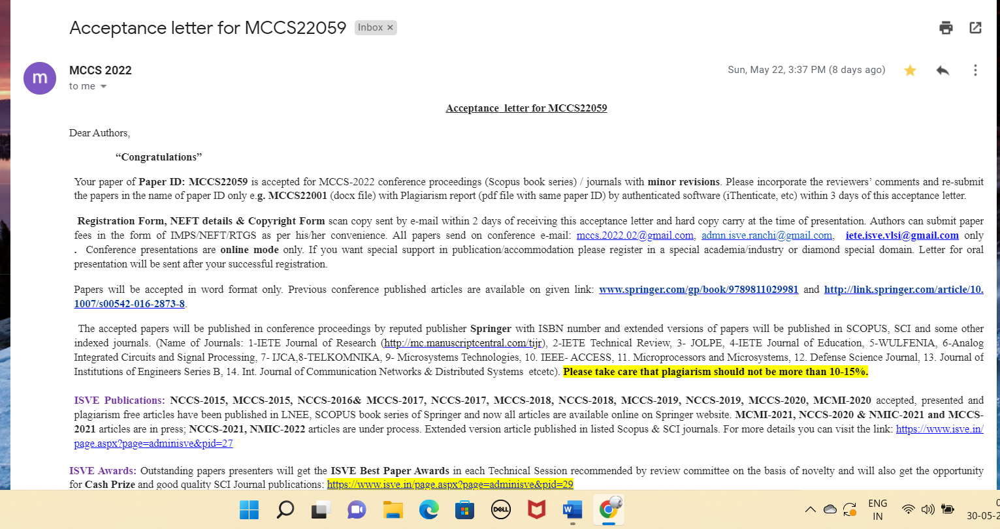 Acceptance letter for MCCS22059 Inbox ×
m
MCCS 2022
Sun, May 22, 3:37 PM (8 days ago)
to me
Acceptance letter for MCCS22059
Dear Authors,
“Congratulations”
Your paper of Paper ID: MCCS22059 is accepted for MCCS-2022 conference proceedings (Scopus book series) / journals with minor revisions. Please incorporate the reviewers’ comments and re-submit
the papers in the name of paper ID only e.g. MCCS22001 (docx file) with Plagiarism report (pdf file with same paper ID) by authenticated software (iThenticate, etc) within 3 days of this acceptance letter.
Registration Form, NEFT details & Copyright Form scan copy sent by e-mail within 2 days of receiving this acceptance letter and hard copy carry at the time of presentation. Authors can submit paper
fees in the form of IMPS/NEFT/RTGS as per his/her convenience. All papers send on conference e-mail: mccs.2022.02@gmail.com, admn.isve.ranchi@gmail.com, iete.isve.vlsi@gmail.com only
. Conference presentations are online mode only. If you want special support in publication/accommodation please register in a special academia/industry or diamond special domain. Letter for oral
presentation will be sent after your successful registration.
Papers will be accepted in word format only. Previous conference published articles are available on given link: www.springer.com/gp/book/9789811029981 and http://link.springer.com/article/10.
1007/s00542-016-2873-8.
The accepted papers will be published in conference proceedings by reputed publisher Springer with ISBN number and extended versions of papers will be published in SCOPUS, SCI and some other
indexed journals. (Name of Journals: 1-IETE Journal of Research (http://mc.manuscriptcentral.com/tijr), 2-IETE Technical Review, 3- JOLPE, 4-IETE Journal of Education, 5-WULFENIA, 6-Analog
Integrated Circuits and Signal Processing, 7- IJCA,8-TELKOMNIKA, 9- Microsystems Technologies, 10. IEEE- ACCESS, 11. Microprocessors and Microsystems, 12. Defense Science Journal, 13. Journal of
Institutions of Engineers Series B, 14. Int. Journal of Communication Networks & Distributed Systems etcetc). Please take care that plagiarism should not be more than 10-15%.
ISVE Publications: NCCS-2015, MCCS-2015, NCCS-2016& MCCS-2017, NCCS-2017, MCCS-2018, NCCS-2018, MCCS-2019, NCCS-2019, MCCS-2020, MCMI-2020 accepted, presented and
plagiarism free articles have been published in LNEE, SCOPUS book series of Springer and now all articles are available online on Springer website. MCMI-2021, NCCS-2020 & NMIC-2021 and MCCS-
2021 articles are in press; NCCS-2021, NMIC-2022 articles are under process. Extended version article published in listed Scopus & SCI journals. For more details you can visit the link: https://www.isve.in/
page.aspx?page=adminisve&pid=27
ISVE Awards: Outstanding papers presenters will get the ISVE Best Paper Awards in each Technical Session recommended by review committee on the basis of novelty and will also get the opportunity
for Cash Prize and good quality SCI Journal publications: https://www.isve.in/page.aspx?page=adminisve&pid=29
DELL
W
ENG
IN
30-05-2